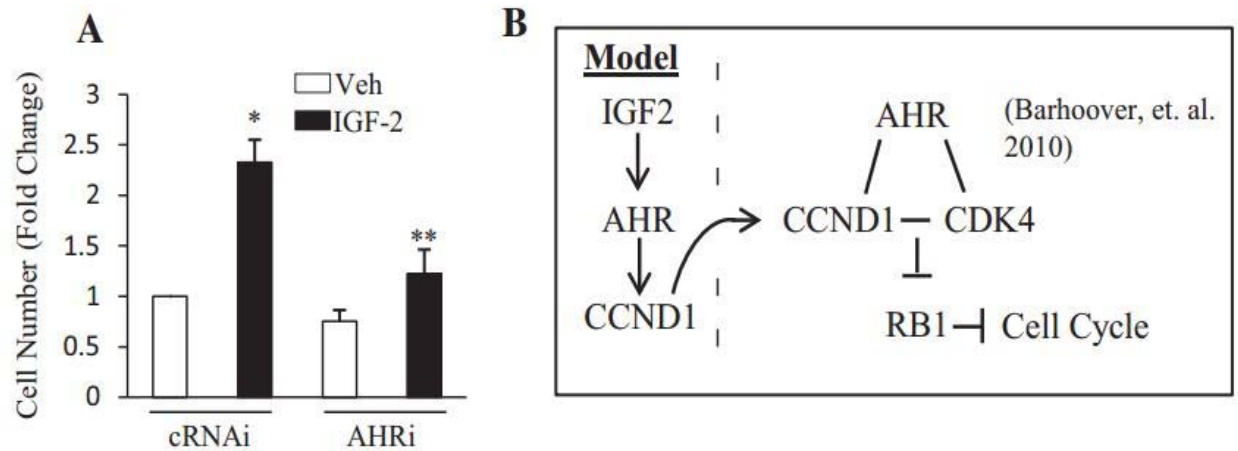 A
Cell Number (Fold Change)
3
2.5
2
1.5
1
0.5
0
Veh
IGF-2
*
**
cRNAi
AHRi
B
Model
IGF2
AHR
CCND1
AHR
(Barhoover, et. al.
2010)
CCND1 CDK4
RB1 Cell Cycle